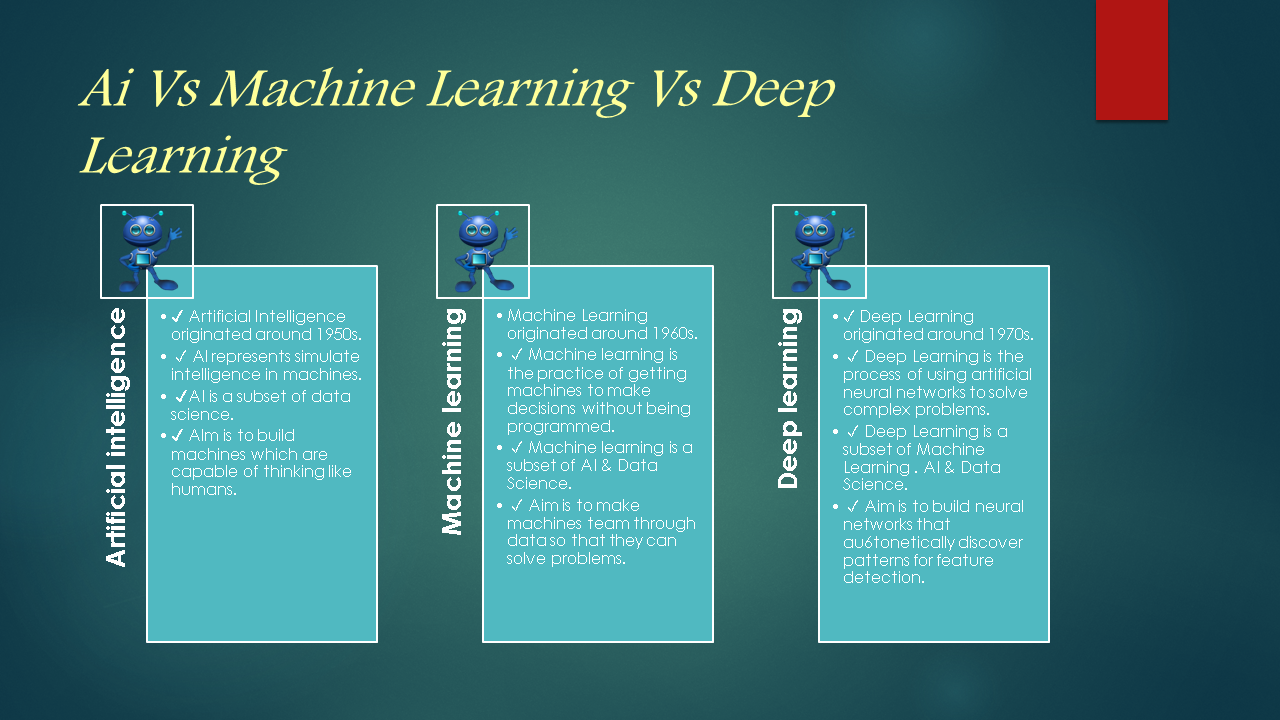 Ai Vs Machine Learning Vs Deep
Learning
Artificial intelligence
• ✓ Artificial Intelligence
originated around 1950s.
• ✓ AI represents simulate
intelligence in machines.
• ✓AI is a subset of data
science.
• ✓ AIm is to build
machines which are
capable of thinking like
humans.
Machine learning
• Machine Learning
originated around 1960s.
• ✓ Machine learning is
the practice of getting
machines to make
decisions without being
programmed.
• ✓ Machine learning is a
subset of AI & Data
Science.
• ✓ Aim is to make
machines team through
data so that they can
solve problems.
Deep learning
• ✓ Deep Learning
originated around 1970s.
• ✓ Deep Learning is the
process of using artificial
neural networks to solve
complex problems.
• ✓ Deep Learning is a
subset of Machine
Learning . AI & Data
Science.
• ✓ Aim is to build neural
networks that
au6tonetically discover
patterns for feature
detection.